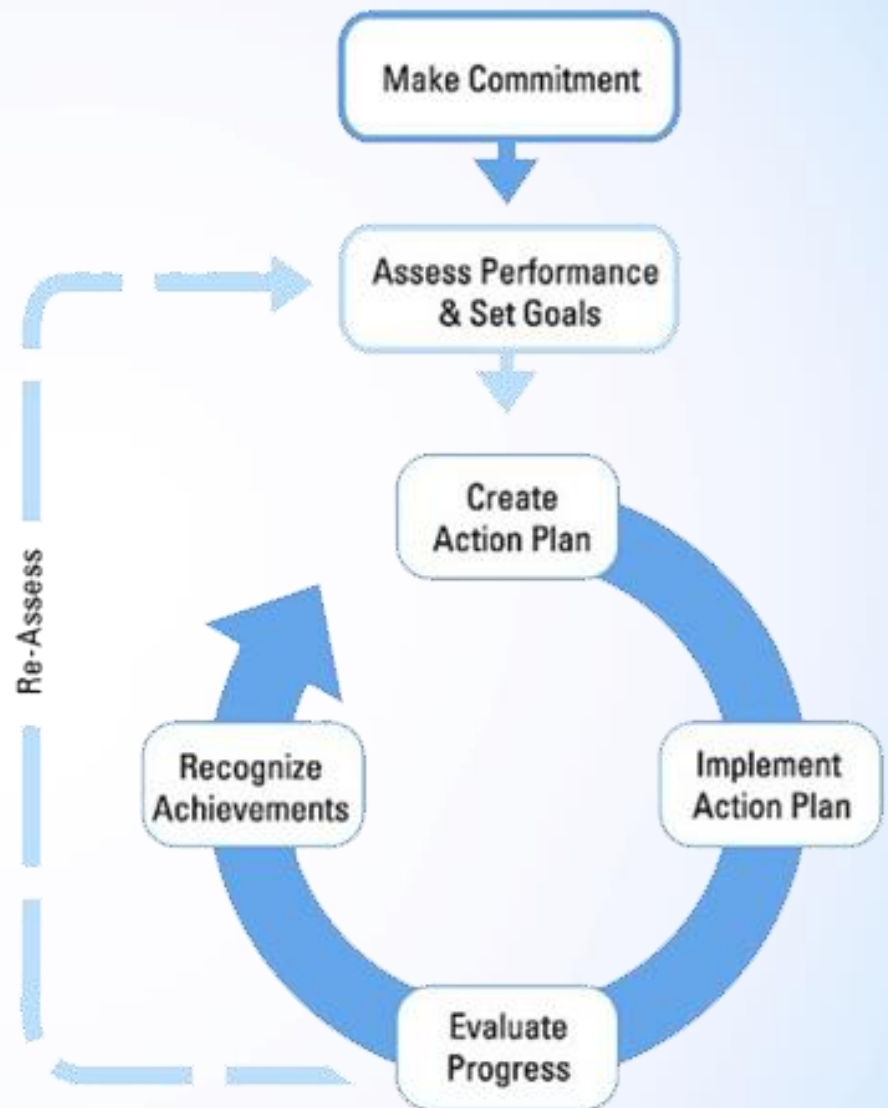 Make Commitment
Assess Performance
& Set Goals
Create
Action Plan
Re-Assess
Recognize
Achievements
Implement
Action Plan
Evaluate
Progress